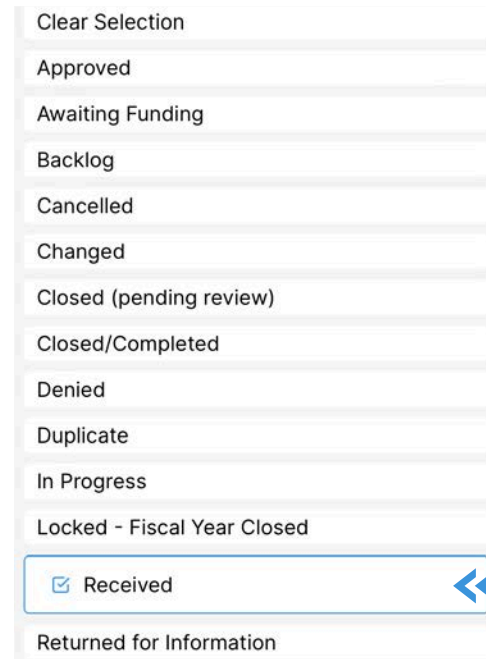 Clear Selection
Approved
Awaiting Funding
Backlog
Cancelled
Changed
Closed (pending review)
Closed/Completed
Denied
Duplicate
In Progress
Locked - Fiscal Year Closed
Received
Returned for Information